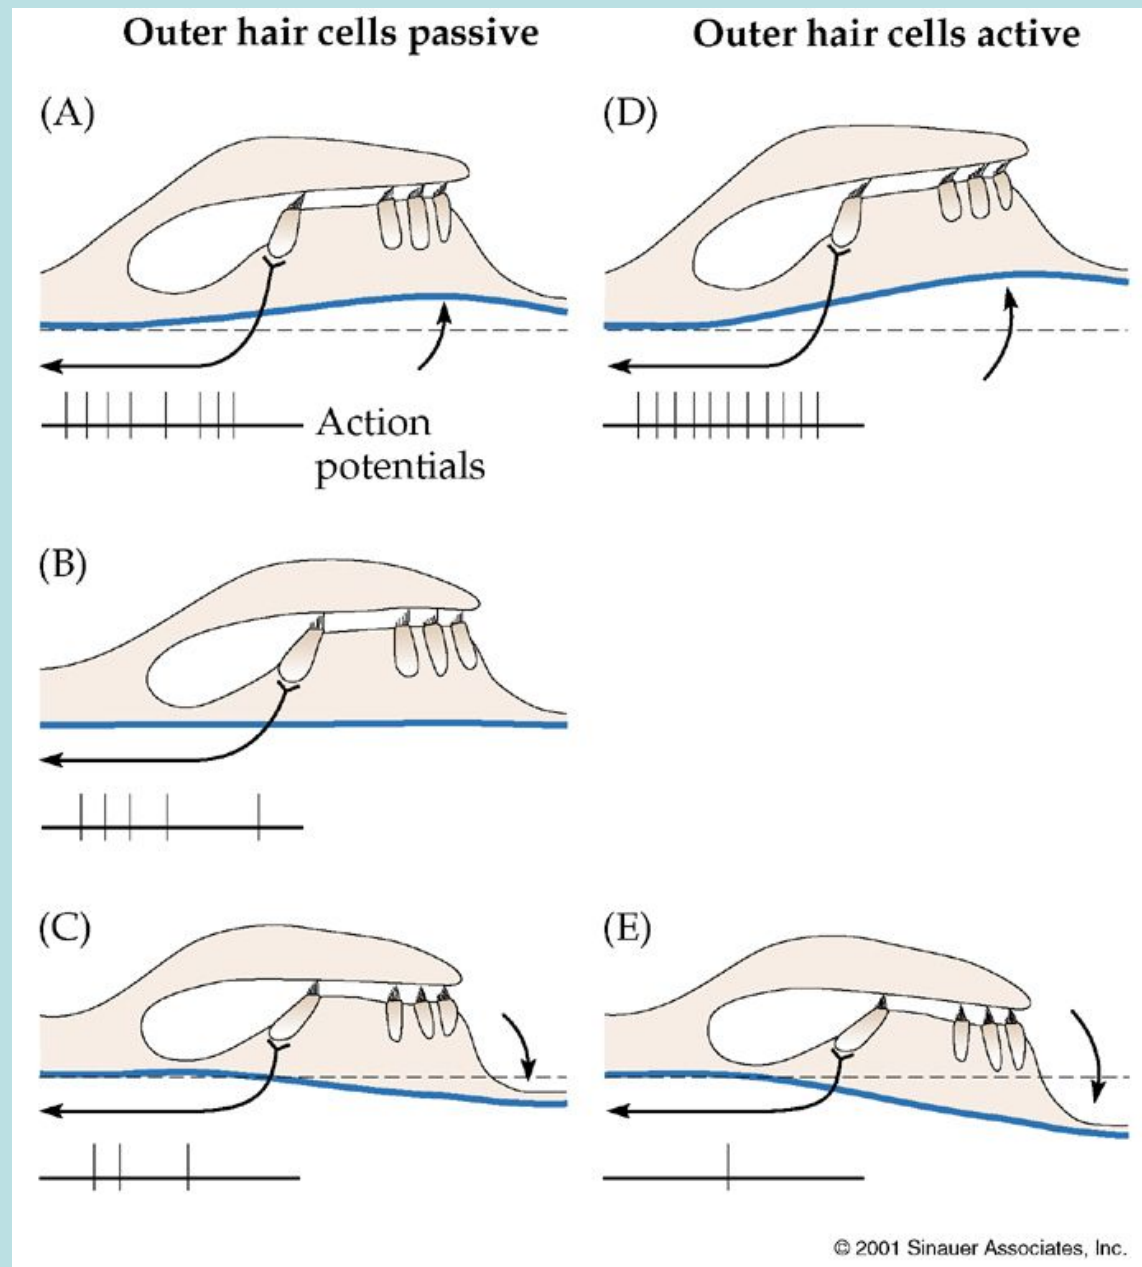 Outer hair cells passive
Outer hair cells active
(A)
(D)
Action
potentials
(B)
(C)
(E)
© 2001 Sinauer Associates, Inc.